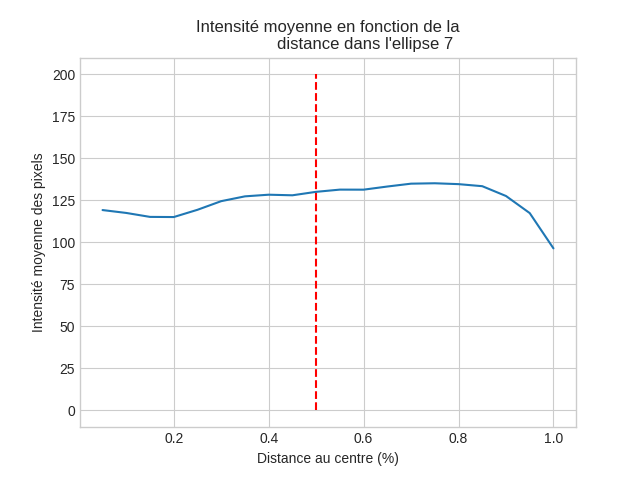 Intensité moyenne en fonction de la
distance dans l'ellipse 7
200
175
150
125
100
75
50
25
0
Intensité moyenne des pixels
0.2 0.4 0.6 0.8 1.0
Distance au centre (%)